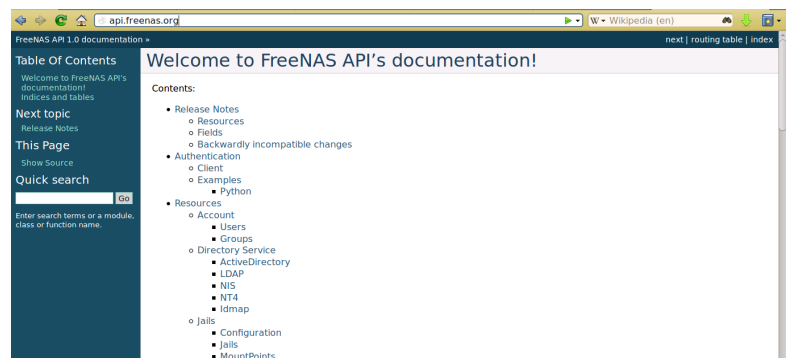 api.freenas.org
W Wikipedia (en)
FreeNAS API 1.0 documentation »
next | routing table | index
Table Of Contents
Welcome to FreeNAS API's
documentation!
Indices and tables
Next topic
Release Notes
This Page
Show Source
Quick search
Go
Enter search terms or a module,
class or function name.
Welcome to FreeNAS API's documentation!
Contents:
Release Notes
Resources
Fields
Backwardly incompatible changes
Authentication
Client
Examples
Python
Resources
Account
Users
Groups
Directory Service
ActiveDirectory
LDAP
NIS
NT4
Idmap
Jails
Configuration
Jails
MountPoints